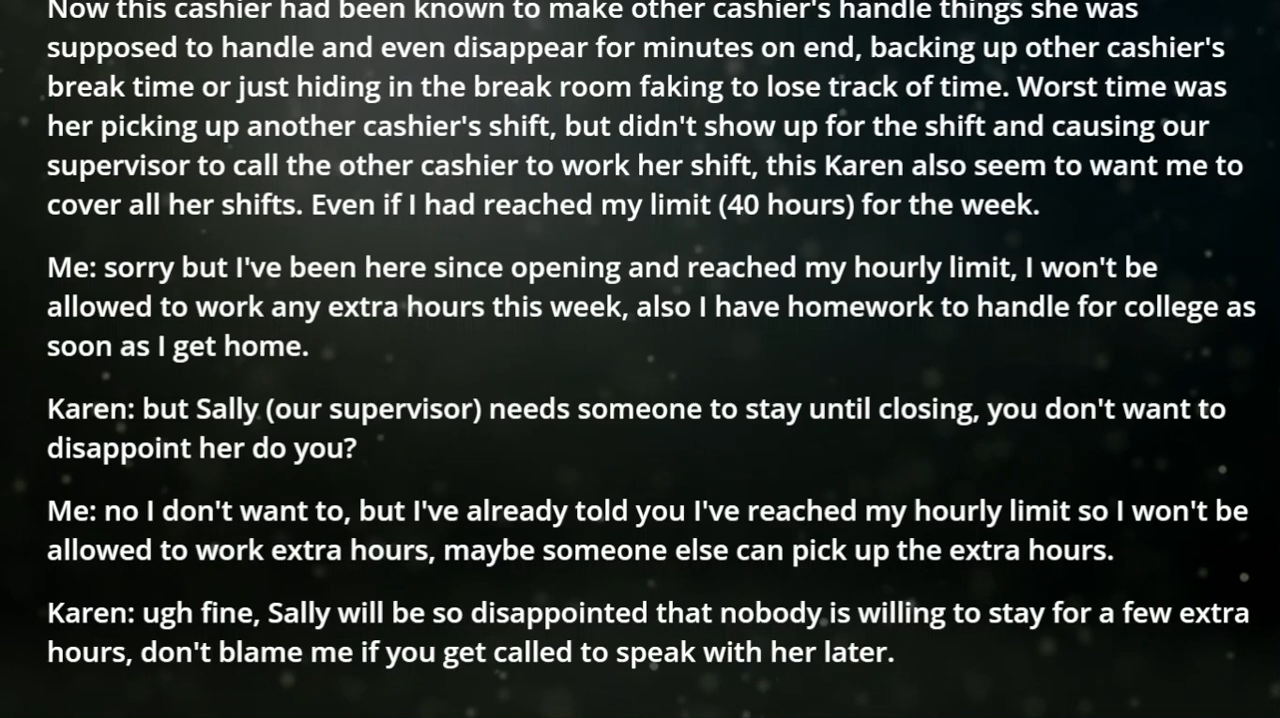 Now this cashier had been known to make other cashier's handle things she was
supposed to handle and even disappear for minutes on end, backing up other cashier's
break time or just hiding in the break room faking to lose track of time. Worst time was
her picking up another cashier's shift, but didn't show up for the shift and causing our
supervisor to call the other cashier to work her shift, this Karen also seem to want me to
cover all her shifts. Even if I had reached my limit (40 hours) for the week.
Me: sorry but I've been here since opening and reached my hourly limit, I won't be
allowed to work any extra hours this week, also I have homework to handle for college as
soon as I get home.
Karen: but Sally (our supervisor) needs someone to stay until closing, you don't want to
disappoint her do you?
Me: no I don't want to, but I've already told you I've reached my hourly limit so I won't be
allowed to work extra hours, maybe someone else can pick up the extra hours.
Karen: ugh fine, Sally will be so disappointed that nobody is willing to stay for a few extra
hours, don't blame me if you get called to speak with her later.